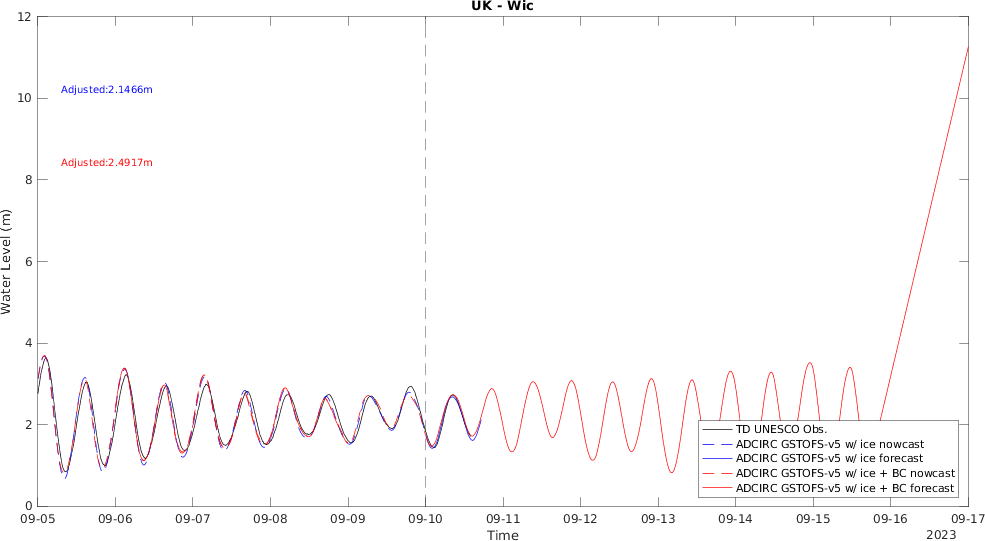 UK - Wic
12
10
8
6
4
2
0
Water Level (m)
Adjusted:2.1466m
Adjusted:2.4917m
TD UNESCO Obs.
ADCIRC GSTOFS-v5 w/ ice nowcast
ADCIRC GSTOFS-v5 w/ ice forecast
ADCIRC GSTOFS-v5 w/ ice + BC nowcast
ADCIRC GSTOFS-v5 w/ ice + BC forecast
09-05 09-06 09-07 09-08 09-09 09-10 09-11 09-12 09-13 09-14 09-15 09-16 09-17
Time
2023